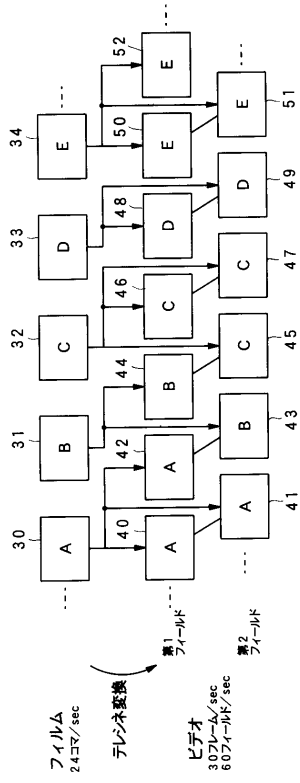 フィルム
24コマ/sec
30 31 32 33 34
A B C D E
テレシネ変換
40 42 44 46 48 50 52
第1
フィールド
A A B C D E E
ビデオ
30フレーム/sec
60フィールド/sec
第2
フィールド
A B C D E
41 43 45 47 49 51
C